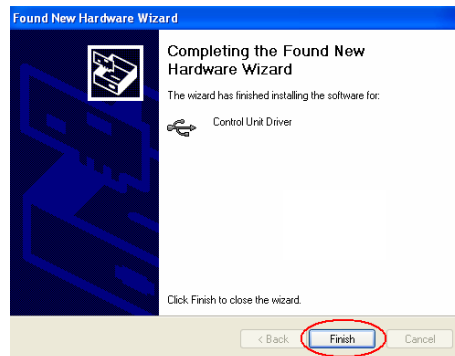 Found New Hardware Wizard
Completing the Found New
Hardware Wizard
The wizard has finished installing the software for:
Control Unit Driver
Click Finish to close the wizard.
< Back
Finish
Cancel